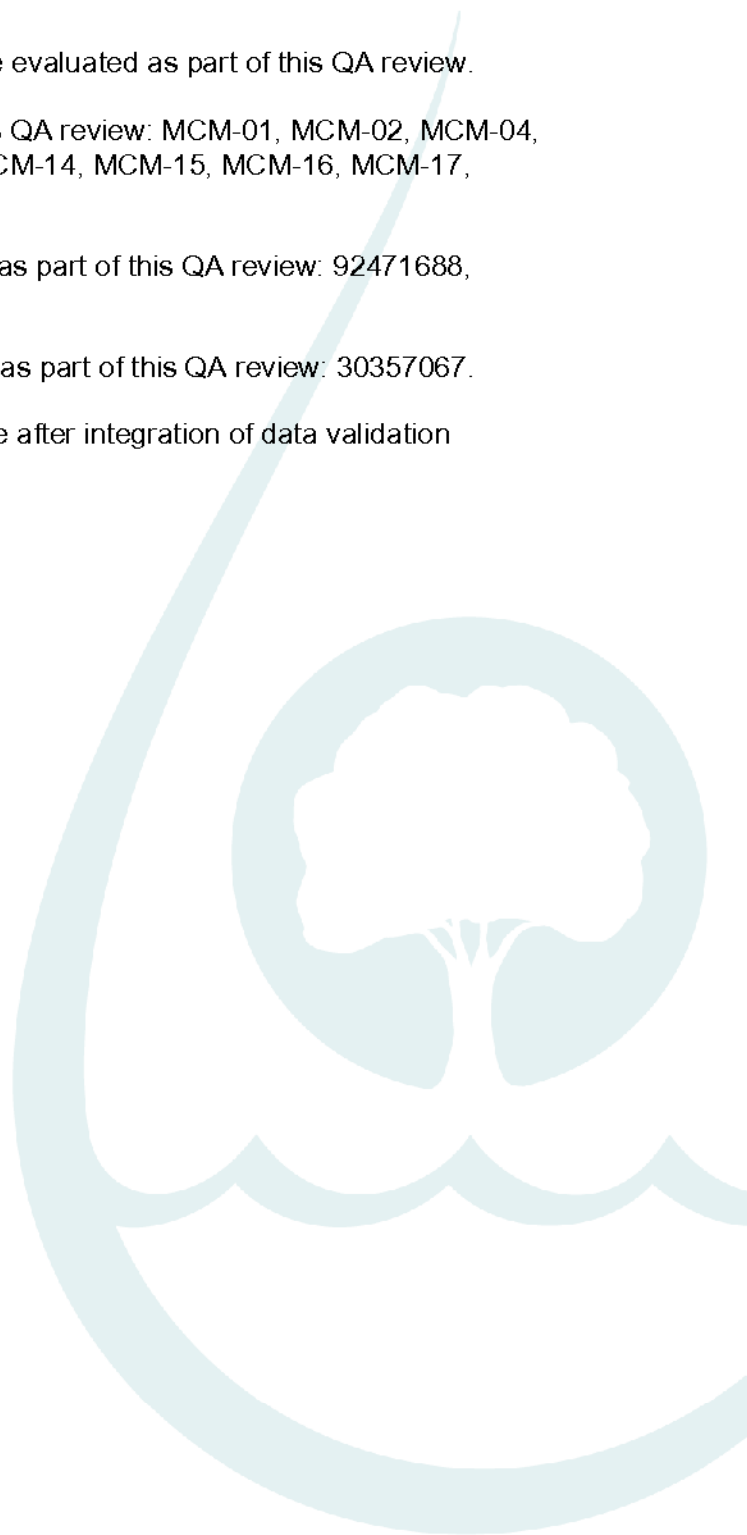 evaluated as part of this QA review.
QA review: MCM-01, MCM-02, MCM-04,
CM-14, MCM-15, MCM-16, MCM-17,
as part of this QA review: 92471688,
as part of this QA review: 30357067.
after integration of data validation